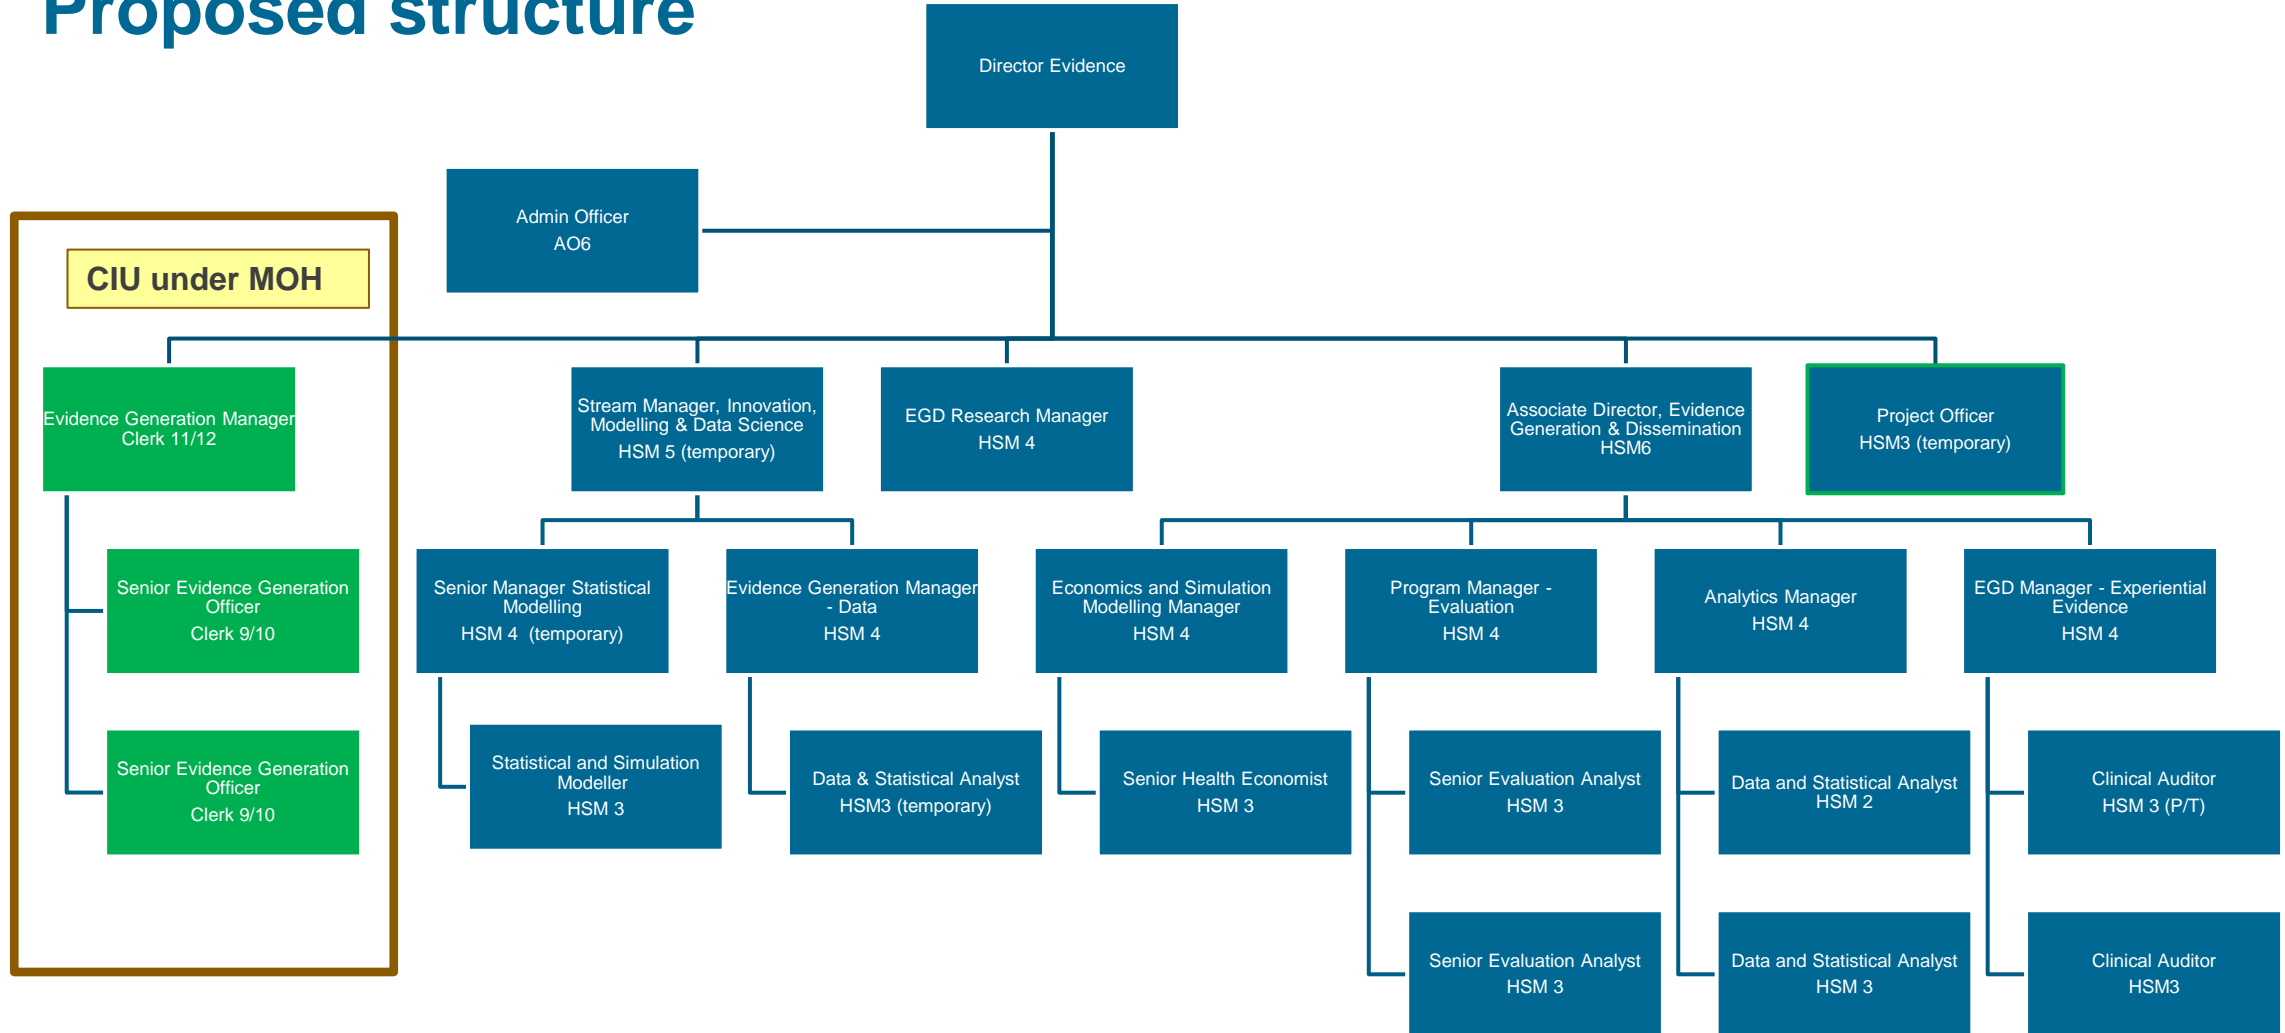 Proposed structure
Director Evidence
Admin Officer
AO6
CIU under MOH
Evidence Generation Manager
Clerk 11/12
Stream Manager, Innovation,
Modelling & Data Science
HSM 5 (temporary)
EGD Research Manager
HSM 4
Associate Director, Evidence
Generation & Dissemination
HSM6
Project Officer
HSM3 (temporary)
Senior Evidence Generation
Officer
Clerk 9/10
Senior Manager Statistical
Modelling
HSM 4 (temporary)
Evidence Generation Manager
- Data
HSM 4
Economics and Simulation
Modelling Manager
HSM 4
Program Manager -
Evaluation
HSM 4
Analytics Manager
HSM 4
EGD Manager - Experiential
Evidence
HSM 4
Senior Evidence Generation
Officer
Clerk 9/10
Statistical and Simulation
Modeller
HSM 3
Data & Statistical Analyst
HSM3 (temporary)
Senior Health Economist
HSM 3
Senior Evaluation Analyst
HSM 3
Data and Statistical Analyst
HSM 2
Clinical Auditor
HSM 3 (P/T)
Senior Evaluation Analyst
HSM 3
Data and Statistical Analyst
HSM 3
Clinical Auditor
HSM3